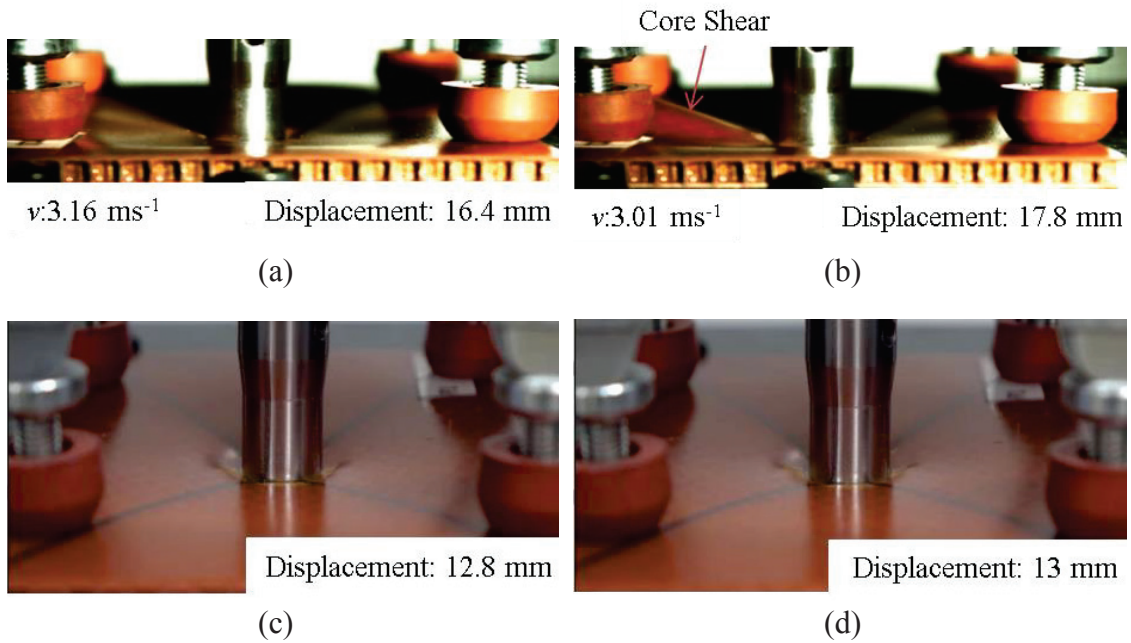 Core Shear
v:3.16 ms-1 Displacement: 16.4 mm
v:3.01 ms-1 Displacement: 17.8 mm
(a)
(b)
Displacement: 12.8 mm
Displacement: 13 mm
(c)
(d)